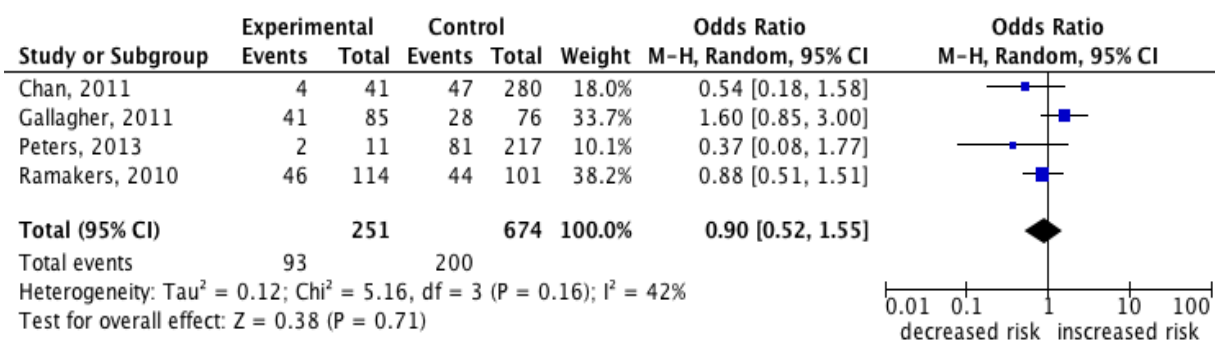 Experimental Control Odds Ratio Odds Ratio
Study or Subgroup Events Total Events Total Weight M-H, Random, 95% CI M-H, Random, 95% CI
Chan, 2011 4 41 47 280 18.0% 0.54 [0.18, 1.58]
Gallagher, 2011 41 85 28 76 33.7% 1.60 [0.85, 3.00]
Peters, 2013 2 11 81 217 10.1% 0.37 [0.08, 1.77]
Ramakers, 2010 46 114 44 101 38.2% 0.88 [0.51, 1.51]
Total (95% CI) 251 674 100.0% 0.90 [0.52, 1.55]
Total events 93 200
Heterogeneity: Tau² = 0.12; Chi² = 5.16, df = 3 (P = 0.16); I² = 42%
Test for overall effect: Z = 0.38 (P = 0.71)
0.01 0.1 1 10 100
decreased risk inscreased risk